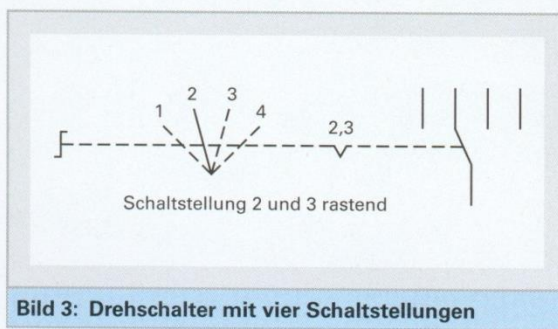 1 2 3 4
2,3
Schaltstellung 2 und 3 rastend
Bild 3: Drehschalter mit vier Schaltstellungen